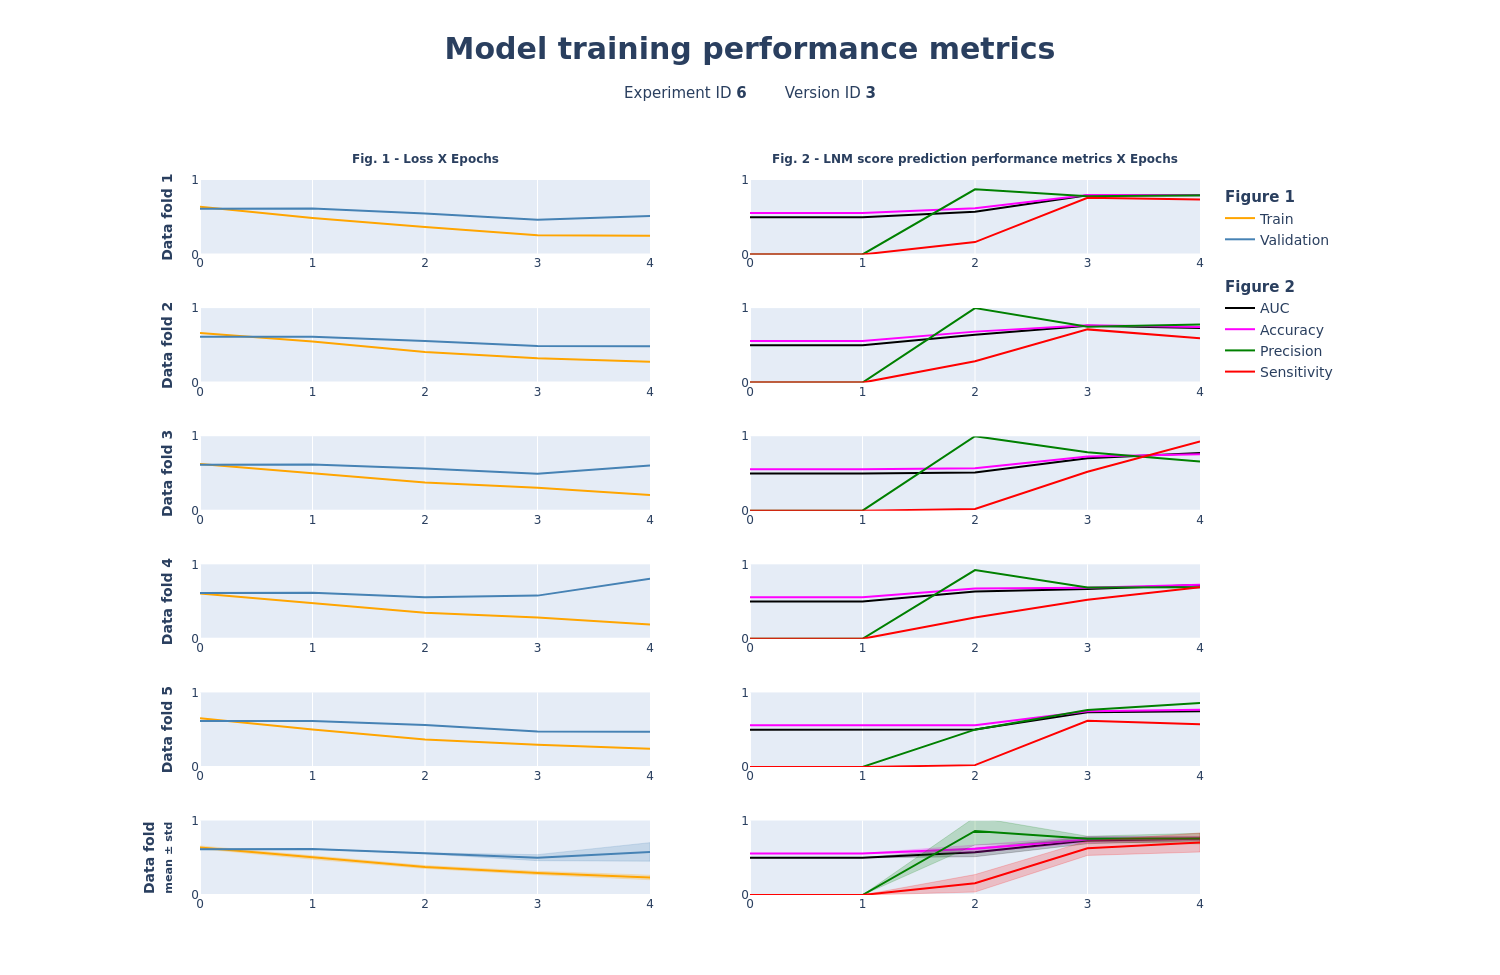 Model training performance metrics
Experiment ID 6 Version ID 3
Fig. 1 - Loss X Epochs
Fig. 2 - LNM score prediction performance metrics X Epochs
Data fold 1
1
0
0 1 2 3 4
1
0
0 1 2 3 4
Figure 1
Train
Validation
Figure 2
AUC
Accuracy
Precision
Sensitivity
Data fold 2
1
0
0 1 2 3 4
1
0
0 1 2 3 4
Data fold 3
1
0
0 1 2 3 4
1
0
0 1 2 3 4
Data fold 4
1
0
0 1 2 3 4
1
0
0 1 2 3 4
Data fold 5
1
0
0 1 2 3 4
1
0
0 1 2 3 4
Data fold
mean ± std
1
0
0 1 2 3 4
1
0
0 1 2 3 4